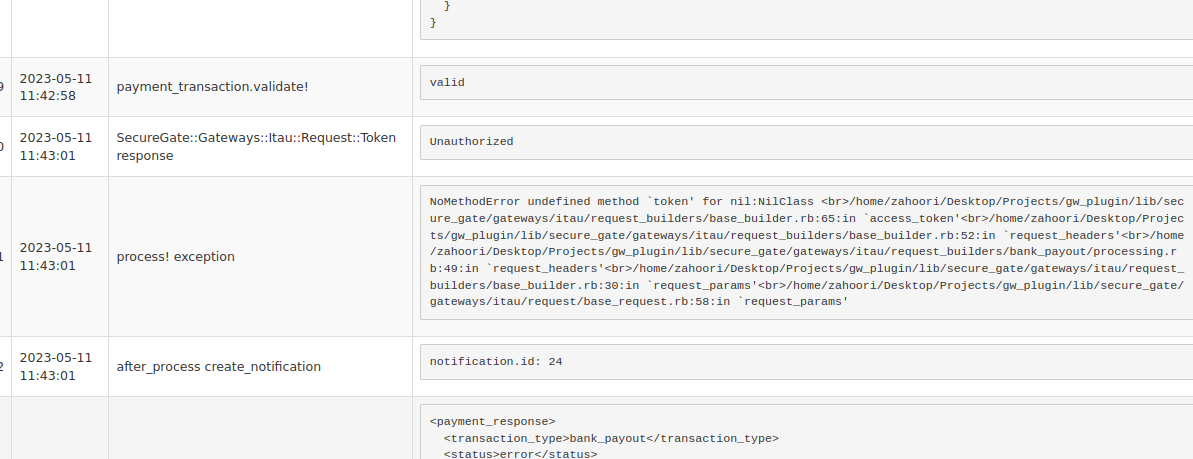 }
}
9
2023-05-11
11:42:58
payment_transaction.validate!
valid
0
2023-05-11
11:43:01
SecureGate::Gateways::Itau::Request::Token
response
Unauthorized
1
2023-05-11
11:43:01
process! exception
NoMethodError undefined method `token' for nil:NilClass <br>/home/zahoori/Desktop/Projects/gw_plugin/lib/sec
ure_gate/gateways/itau/request_builders/base_builder.rb:65:in `access_token'<br>/home/zahoori/Desktop/Projec
ts/gw_plugin/lib/secure_gate/gateways/itau/request_builders/base_builder.rb:52:in `request_headers'<br>/home
/zahoori/Desktop/Projects/gw_plugin/lib/secure_gate/gateways/itau/request_builders/bank_payout/processing.r
b:49:in `request_headers'<br>/home/zahoori/Desktop/Projects/gw_plugin/lib/secure_gate/gateways/itau/request_
builders/base_builder.rb:30:in `request_params'<br>/home/zahoori/Desktop/Projects/gw_plugin/lib/secure_gate/
gateways/itau/request/base_request.rb:58:in `request_params'
2
2023-05-11
11:43:01
after_process create_notification
notification.id: 24
<payment_response>
<transaction_type>bank_payout</transaction_type>
<status>error</status>